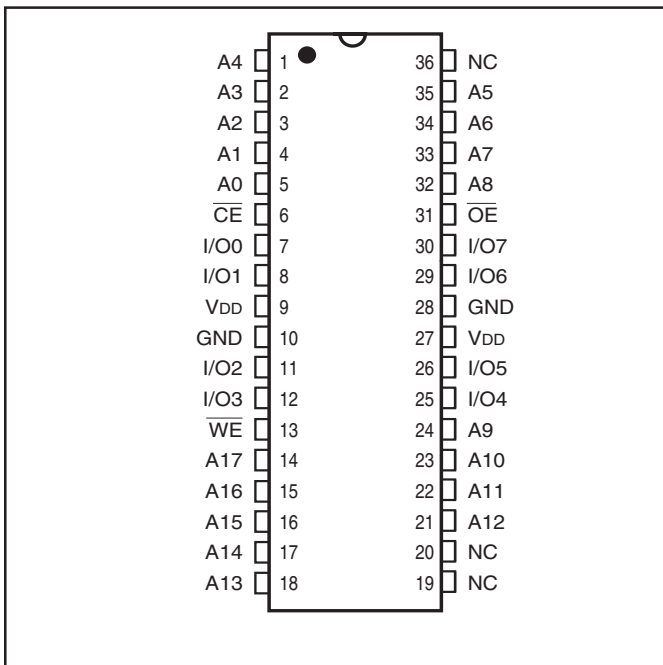 A4 1 36 NC
A3 2 35 A5
A2 3 34 A6
A1 4 33 A7
A0 5 32 A8
C̅E̅ 6 31 O̅E̅
I/O0 7 30 I/O7
I/O1 8 29 I/O6
VDD 9 28 GND
GND 10 27 VDD
I/O2 11 26 I/O5
I/O3 12 25 I/O4
W̅E̅ 13 24 A9
A17 14 23 A10
A16 15 22 A11
A15 16 21 A12
A14 17 20 NC
A13 18 19 NC